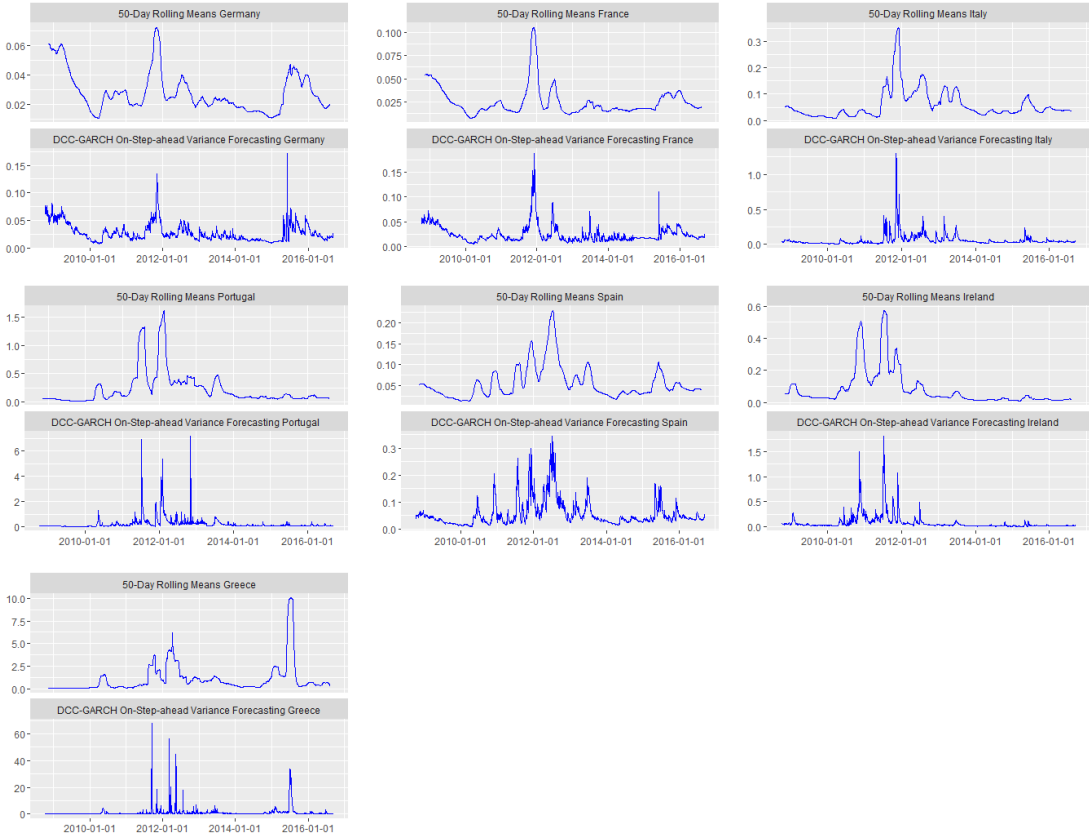 50-Day Rolling Means Germany
0.06
0.04
0.02
DCC-GARCH On-Step-ahead Variance Forecasting Germany
0.15
0.10
0.05
0.00
2010-01-01 2012-01-01 2014-01-01 2016-01-01
50-Day Rolling Means France
0.100
0.075
0.050
0.025
DCC-GARCH On-Step-ahead Variance Forecasting France
0.15
0.10
0.05
0.00
2010-01-01 2012-01-01 2014-01-01 2016-01-01
50-Day Rolling Means Italy
0.3
0.2
0.1
0.0
DCC-GARCH On-Step-ahead Variance Forecasting Italy
1.0
0.5
0.0
2010-01-01 2012-01-01 2014-01-01 2016-01-01
50-Day Rolling Means Portugal
1.5
1.0
0.5
0.0
DCC-GARCH On-Step-ahead Variance Forecasting Portugal
6
4
2
0
2010-01-01 2012-01-01 2014-01-01 2016-01-01
50-Day Rolling Means Spain
0.20
0.15
0.10
0.05
DCC-GARCH On-Step-ahead Variance Forecasting Spain
0.3
0.2
0.1
0.0
2010-01-01 2012-01-01 2014-01-01 2016-01-01
50-Day Rolling Means Ireland
0.6
0.4
0.2
0.0
DCC-GARCH On-Step-ahead Variance Forecasting Ireland
1.5
1.0
0.5
0.0
2010-01-01 2012-01-01 2014-01-01 2016-01-01
50-Day Rolling Means Greece
10.0
7.5
5.0
2.5
0.0
DCC-GARCH On-Step-ahead Variance Forecasting Greece
60
40
20
0
2010-01-01 2012-01-01 2014-01-01 2016-01-01